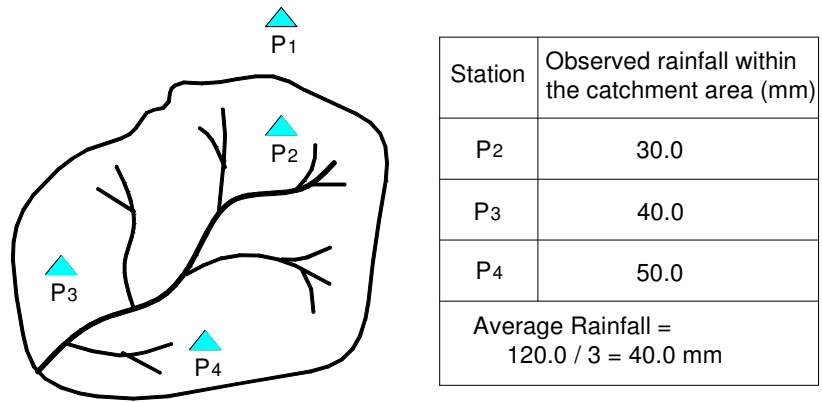 P1
P2
P3
P4
Station
Observed rainfall within
the catchment area (mm)
P2
30.0
P3
40.0
P4
50.0
Average Rainfall =
120.0 / 3 = 40.0 mm